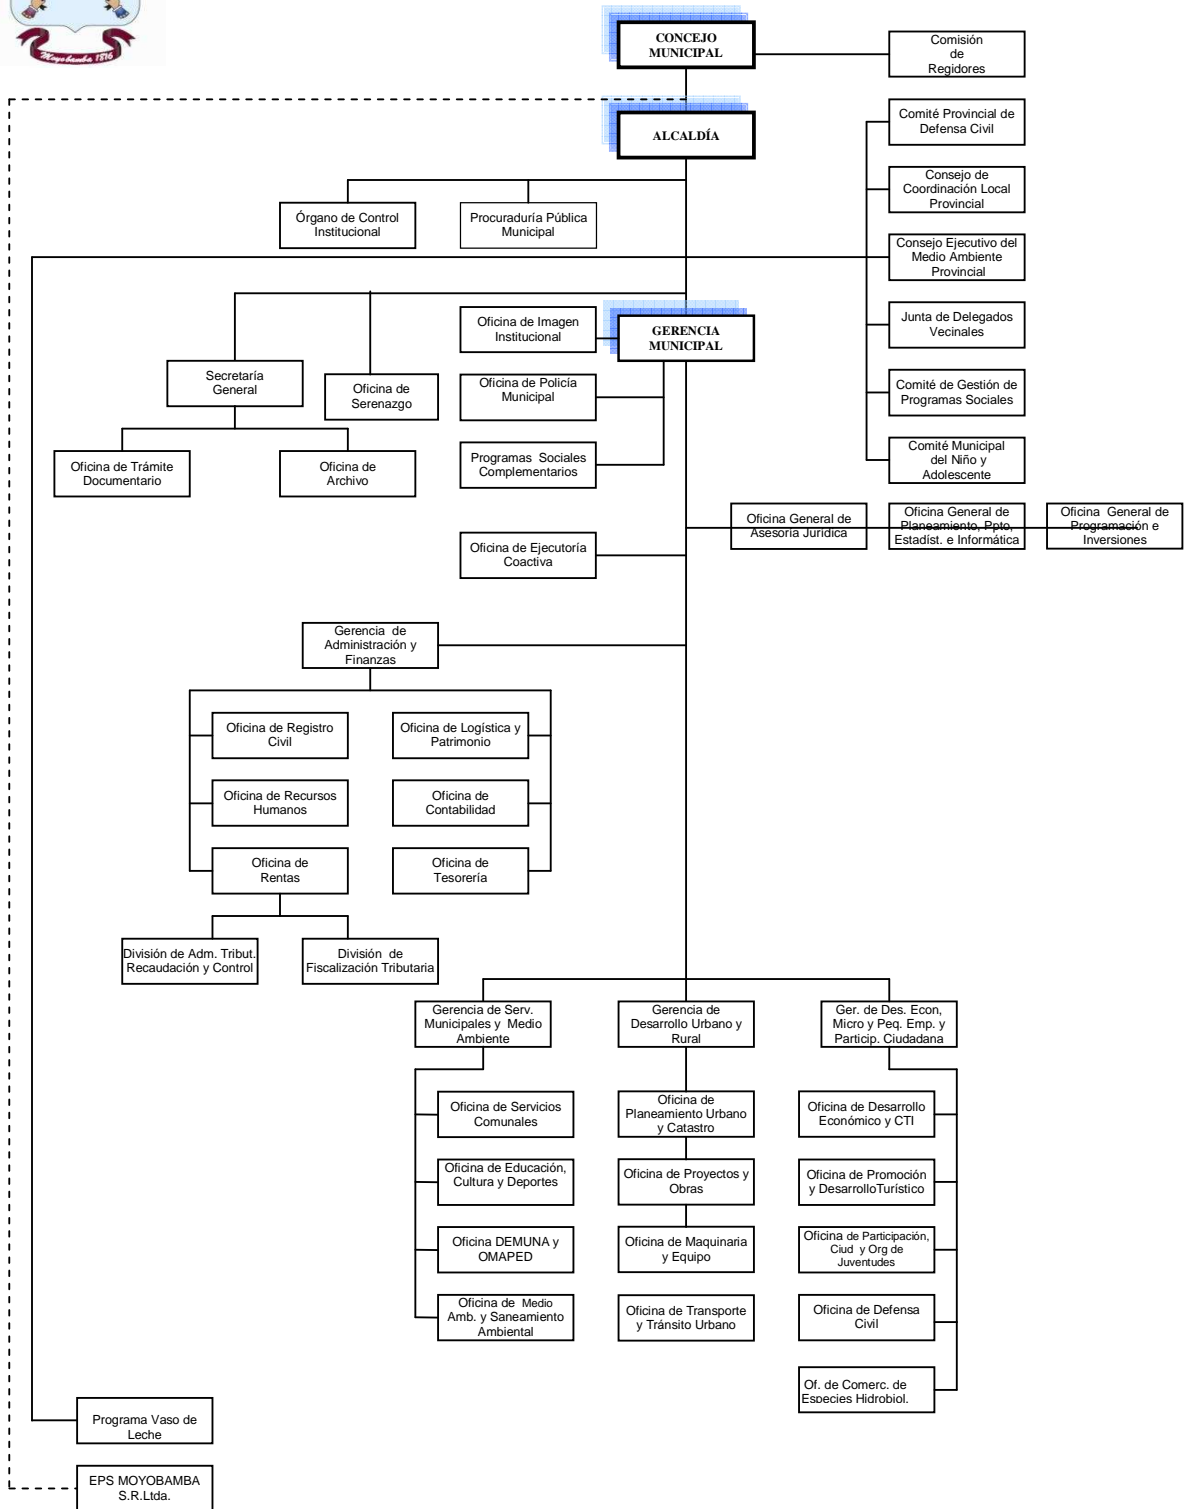 Moyobamba 1816
CONCEJO
MUNICIPAL
Comisión
de
Regidores
ALCALDÍA
Comité Provincial de
Defensa Civil
Consejo de
Coordinación Local
Provincial
Órgano de Control
Institucional
Procuraduría Pública
Municipal
Consejo Ejecutivo del
Medio Ambiente
Provincial
Oficina de Imagen
Institucional
GERENCIA
MUNICIPAL
Junta de Delegados
Vecinales
Secretaría
General
Oficina de
Serenazgo
Oficina de Policía
Municipal
Comité de Gestión de
Programas Sociales
Oficina de Trámite
Documentario
Oficina de
Archivo
Programas Sociales
Complementarios
Comité Municipal
del Niño y
Adolescente
Oficina General de
Asesoría Jurídica
Oficina General de
Planeamiento, Ppto,
Estadíst. e Informática
Oficina General de
Programación e
Inversiones
Oficina de Ejecutoría
Coactiva
Gerencia de
Administración y
Finanzas
Oficina de Registro
Civil
Oficina de Logística y
Patrimonio
Oficina de Recursos
Humanos
Oficina de
Contabilidad
Oficina de
Rentas
Oficina de
Tesorería
División de Adm. Tribut.
Recaudación y Control
División de
Fiscalización Tributaria
Gerencia de Serv.
Municipales y Medio
Ambiente
Gerencia de
Desarrollo Urbano y
Rural
Ger. de Des. Econ,
Micro y Peq. Emp. y
Particip. Ciudadana
Oficina de Servicios
Comunales
Oficina de
Planeamiento Urbano
y Catastro
Oficina de Desarrollo
Económico y CTI
Oficina de Educación,
Cultura y Deportes
Oficina de Proyectos y
Obras
Oficina de Promoción
y DesarrolloTurístico
Oficina DEMUNA y
OMAPED
Oficina de Maquinaria
y Equipo
Oficina de Participación,
Ciud y Org de
Juventudes
Oficina de Medio
Amb. y Saneamiento
Ambiental
Oficina de Transporte
y Tránsito Urbano
Oficina de Defensa
Civil
Of. de Comerc. de
Especies Hidrobiol.
Programa Vaso de
Leche
EPS MOYOBAMBA
S.R.Ltda.